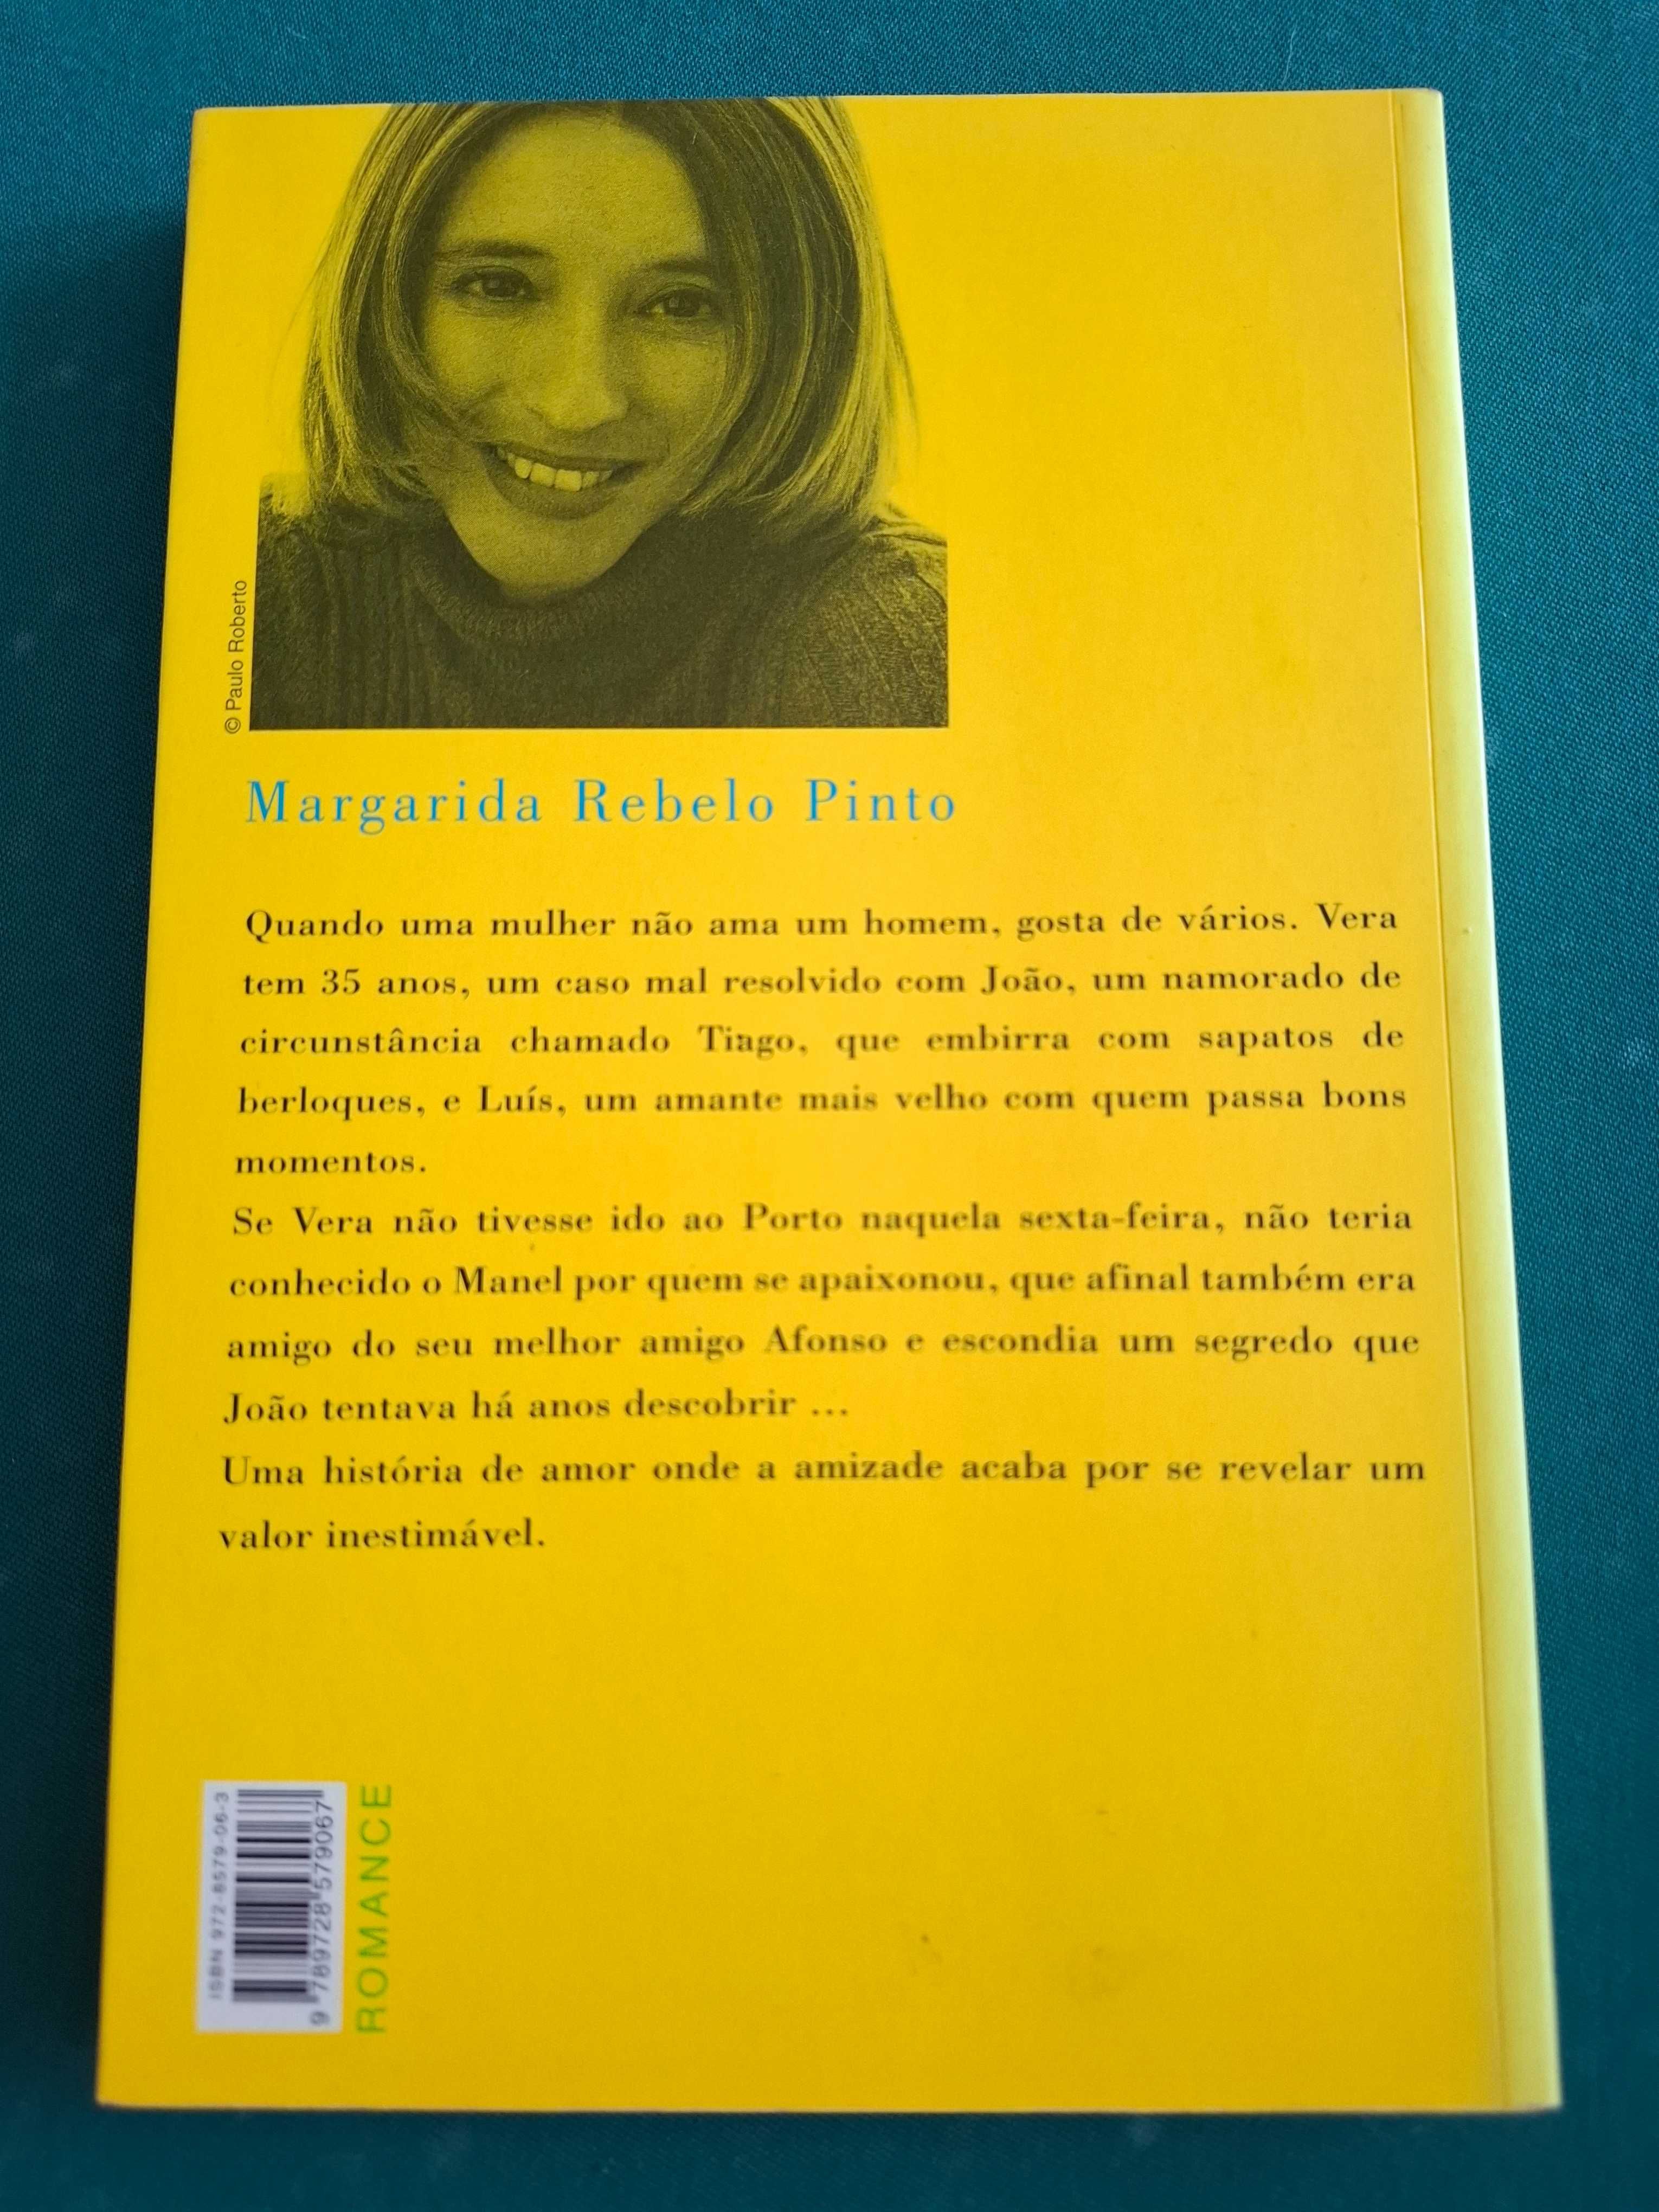 © Paulo Roberto
Margarida Rebelo Pinto
Quando uma mulher não ama um homem, gosta de vários. Vera
tem 35 anos, um caso mal resolvido com João, um namorado de
circunstância chamado Tiago, que embirra com sapatos de
berloques, e Luís, um amante mais velho com quem passa bons
momentos.
Se Vera não tivesse ido ao Porto naquela sexta-feira, não teria
conhecido o Manel por quem se apaixonou, que afinal também era
amigo do seu melhor amigo Afonso e escondia um segredo que
João tentava há anos descobrir ...
Uma história de amor onde a amizade acaba por se revelar um
valor inestimável.
ISBN 972-8579-06-3
9 789728 579067
ROMANCE